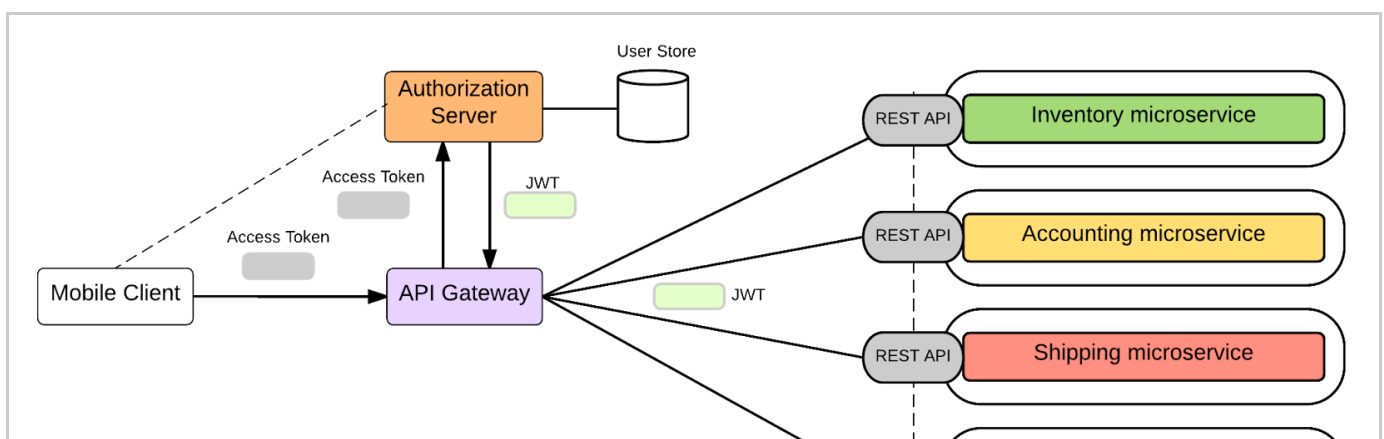 User Store
Authorization
Server
REST API
Inventory microservice
Access Token
JWT
Access Token
REST API
Accounting microservice
Mobile Client
API Gateway
JWT
REST API
Shipping microservice